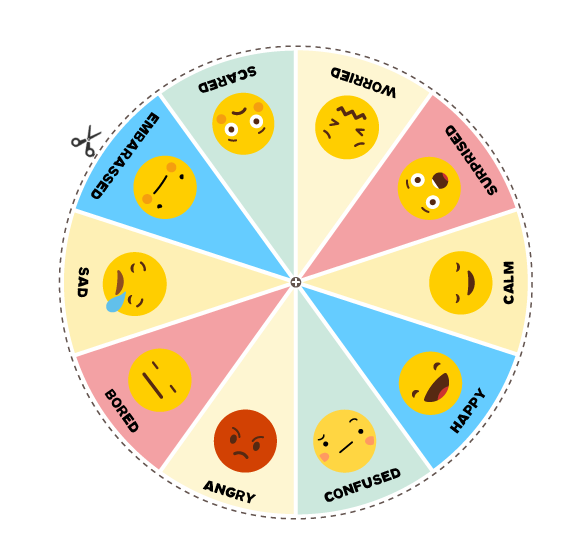 SCARED
WORRIED
SURPRISED
CALM
HAPPY
CONFUSED
ANGRY
BORED
SAD
EMBARASSED